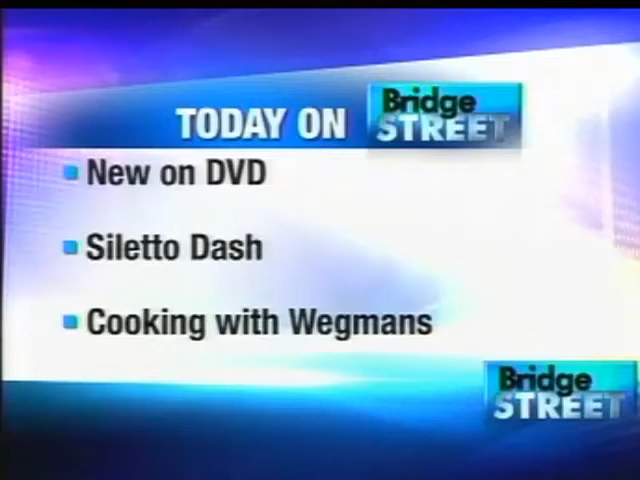 TODAY ON Bridge STREET
New on DVD
Siletto Dash
Cooking with Wegmans
Bridge
STREET